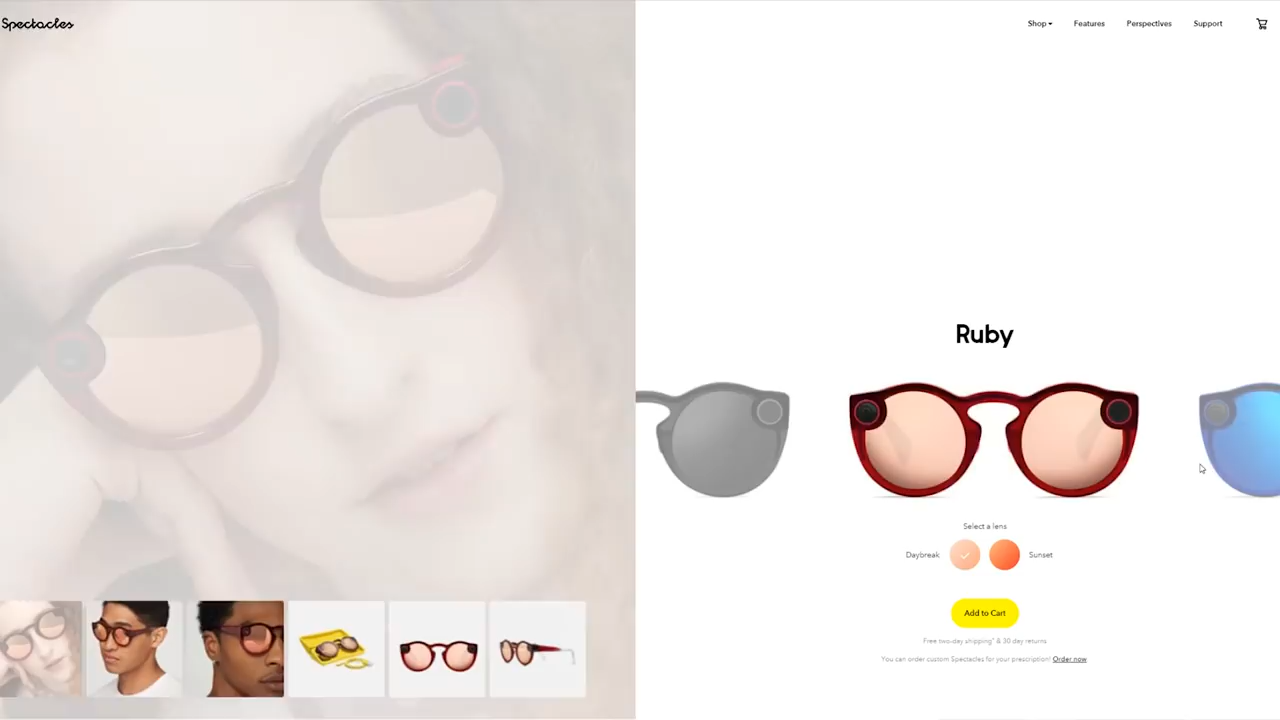 Spectacles
Shop Features Perspectives Support
Ruby
Select a lens
Daybreak Sunset
Add to Cart
Free two-day shipping* & 30 day returns
You can order custom Spectacles for your prescription! Order now